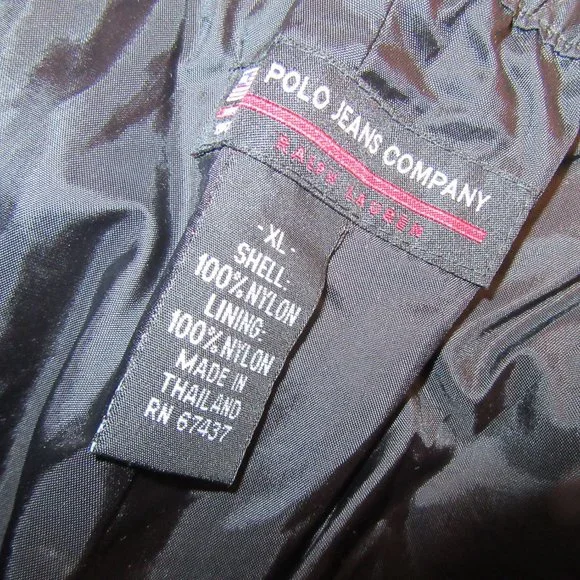 POLO JEANS COMPANY
RALPH LAUREN
- XL -
SHELL:
100% NYLON
LINING:
100% NYLON
MADE IN
THAILAND
RN 67437